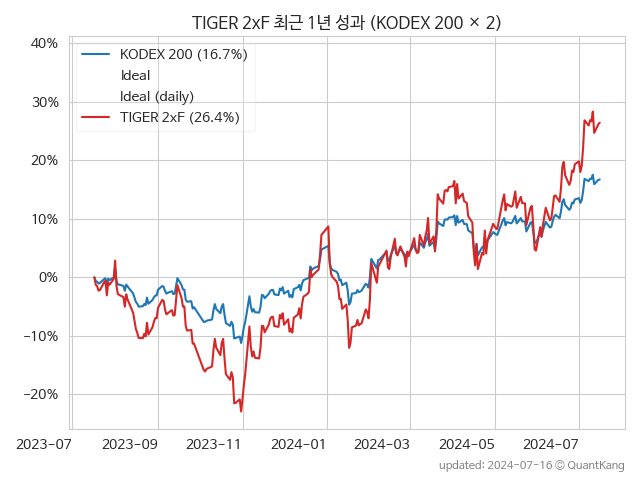 TIGER 2xF 최근 1년 성과 (KODEX 200 × 2)
40%
30%
20%
10%
0%
−10%
−20%
KODEX 200 (16.7%)
Ideal
Ideal (daily)
TIGER 2xF (26.4%)
2023-07
2023-09
2023-11
2024-01
2024-03
2024-05
2024-07
updated: 2024-07-16 © QuantKang